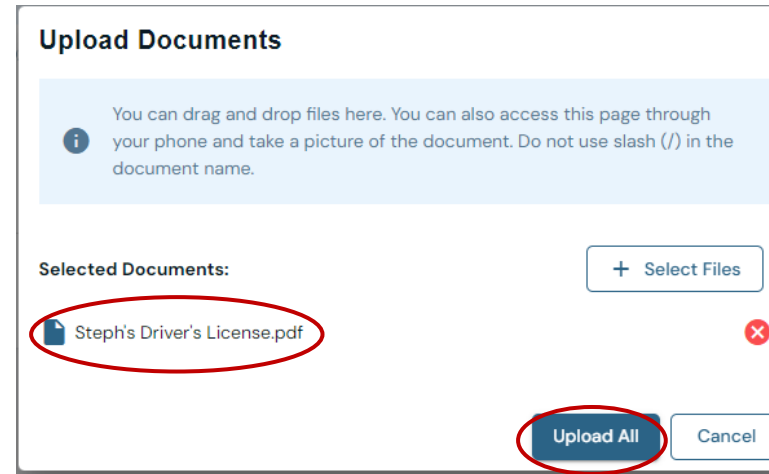 Upload Documents
You can drag and drop files here. You can also access this page through
your phone and take a picture of the document. Do not use slash (/) in the
document name.
Selected Documents:
+ Select Files
Steph's Driver's License.pdf
Upload All
Cancel